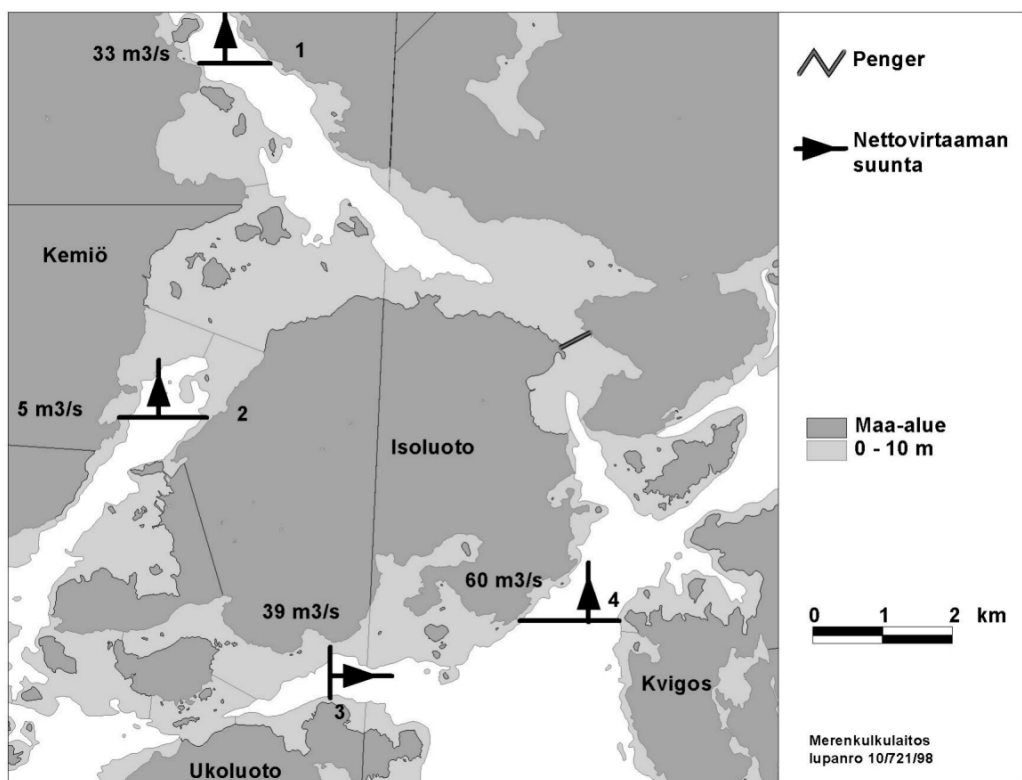 33 m3/s
1
Kemiö
5 m3/s
2
Isoluoto
60 m3/s
4
39 m3/s
3
Kvigos
Ukoluoto
Penger
Nettovirtaaman
suunta
Maa-alue
0 - 10 m
0 1 2 km
Merenkulkulaitos
lupanro 10/721/98